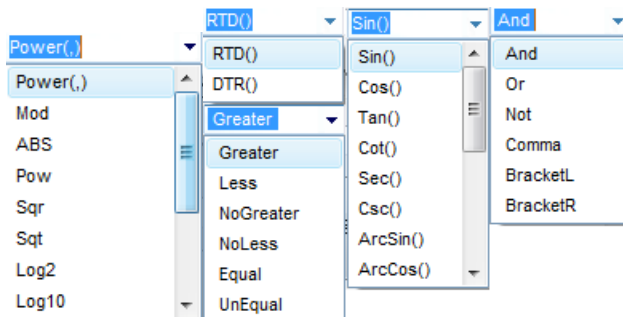 Power(,)
Power(,)
Mod
ABS
Pow
Sqr
Sqt
Log2
Log10
RTD()
RTD()
DTR()
Greater
Greater
Less
NoGreater
NoLess
Equal
UnEqual
Sin()
Sin()
Cos()
Tan()
Cot()
Sec()
Csc()
ArcSin()
ArcCos()
And
And
Or
Not
Comma
BracketL
BracketR